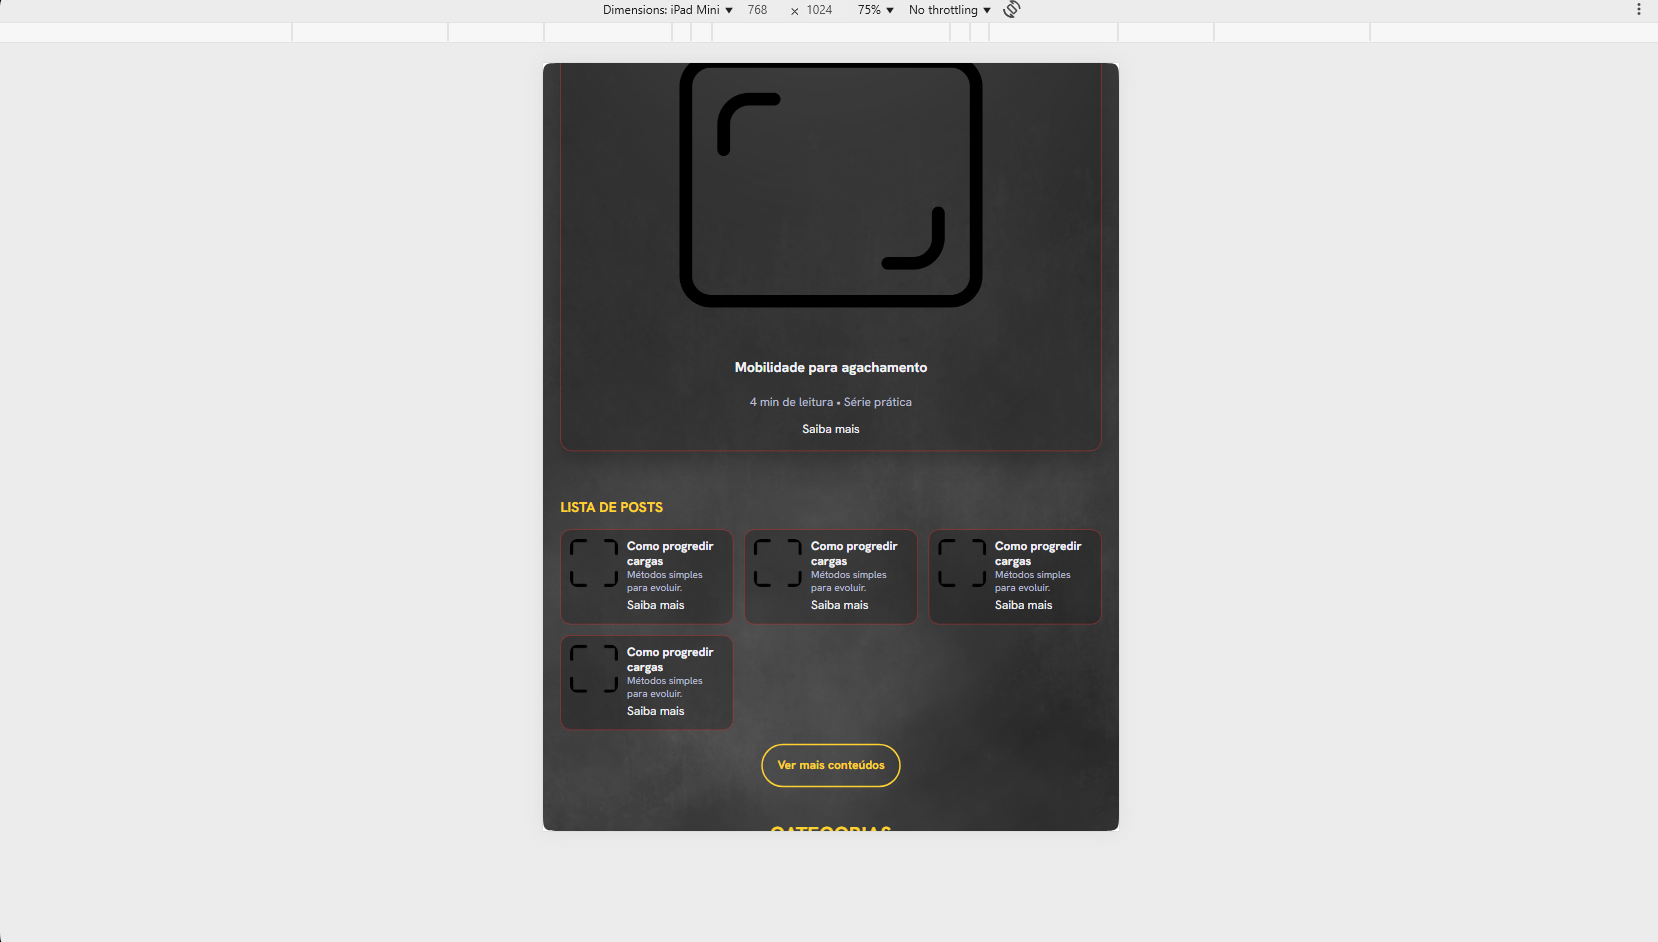 Dimensions: iPad Mini 768 × 1024 75% No throttling
Mobilidade para agachamento
4 min de leitura • Série prática
Saiba mais
LISTA DE POSTS
Como progredir
cargas
Métodos simples
para evoluir.
Saiba mais
Como progredir
cargas
Métodos simples
para evoluir.
Saiba mais
Como progredir
cargas
Métodos simples
para evoluir.
Saiba mais
Como progredir
cargas
Métodos simples
para evoluir.
Saiba mais
Ver mais conteúdos
CATEGORIAS